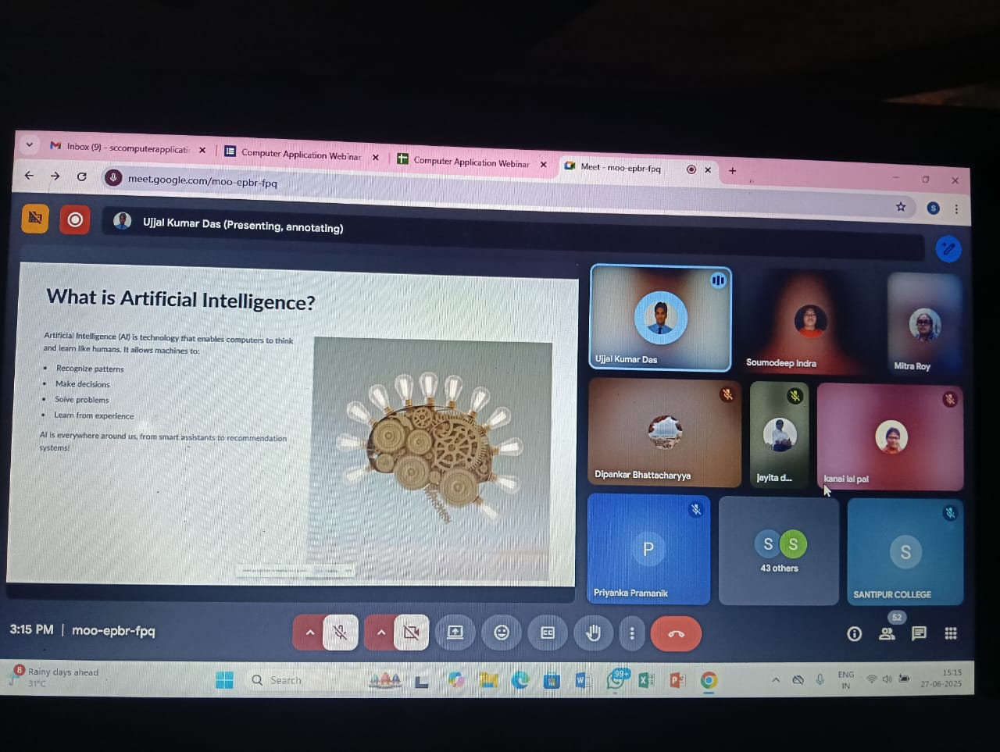 Inbox (9) - sccomputerapplicati
Computer Application Webinar
Computer Application Webinar
Meet - moo-epbr-fpq
meet.google.com/moo-epbr-fpq
S
Ujjal Kumar Das (Presenting, annotating)
What is Artificial Intelligence?
Artificial Intelligence (AI) is technology that enables computers to think
and learn like humans. It allows machines to:
• Recognize patterns
• Make decisions
• Solve problems
• Learn from experience
AI is everywhere around us, from smart assistants to recommendation
systems!
Ujjal Kumar Das
Soumodeep Indra
Mitra Roy
Dipankar Bhattacharyya
Jayita d...
kanai lal pal
P
Priyanka Pramanik
S S
43 others
S
SANTIPUR COLLEGE
3:15 PM | moo-epbr-fpq
52
8
Rainy days ahead
31°C
Search
99+
ENG
IN
15:15
27-06-2025